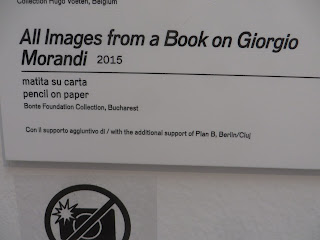 Collection Hugo Voeten, Belgium
All Images from a Book on Giorgio
Morandi 2015
matita su carta
pencil on paper
Bonte Foundation Collection, Bucharest
Con il supporto aggiuntivo di / with the additional support of Plan B, Berlin/Cluj